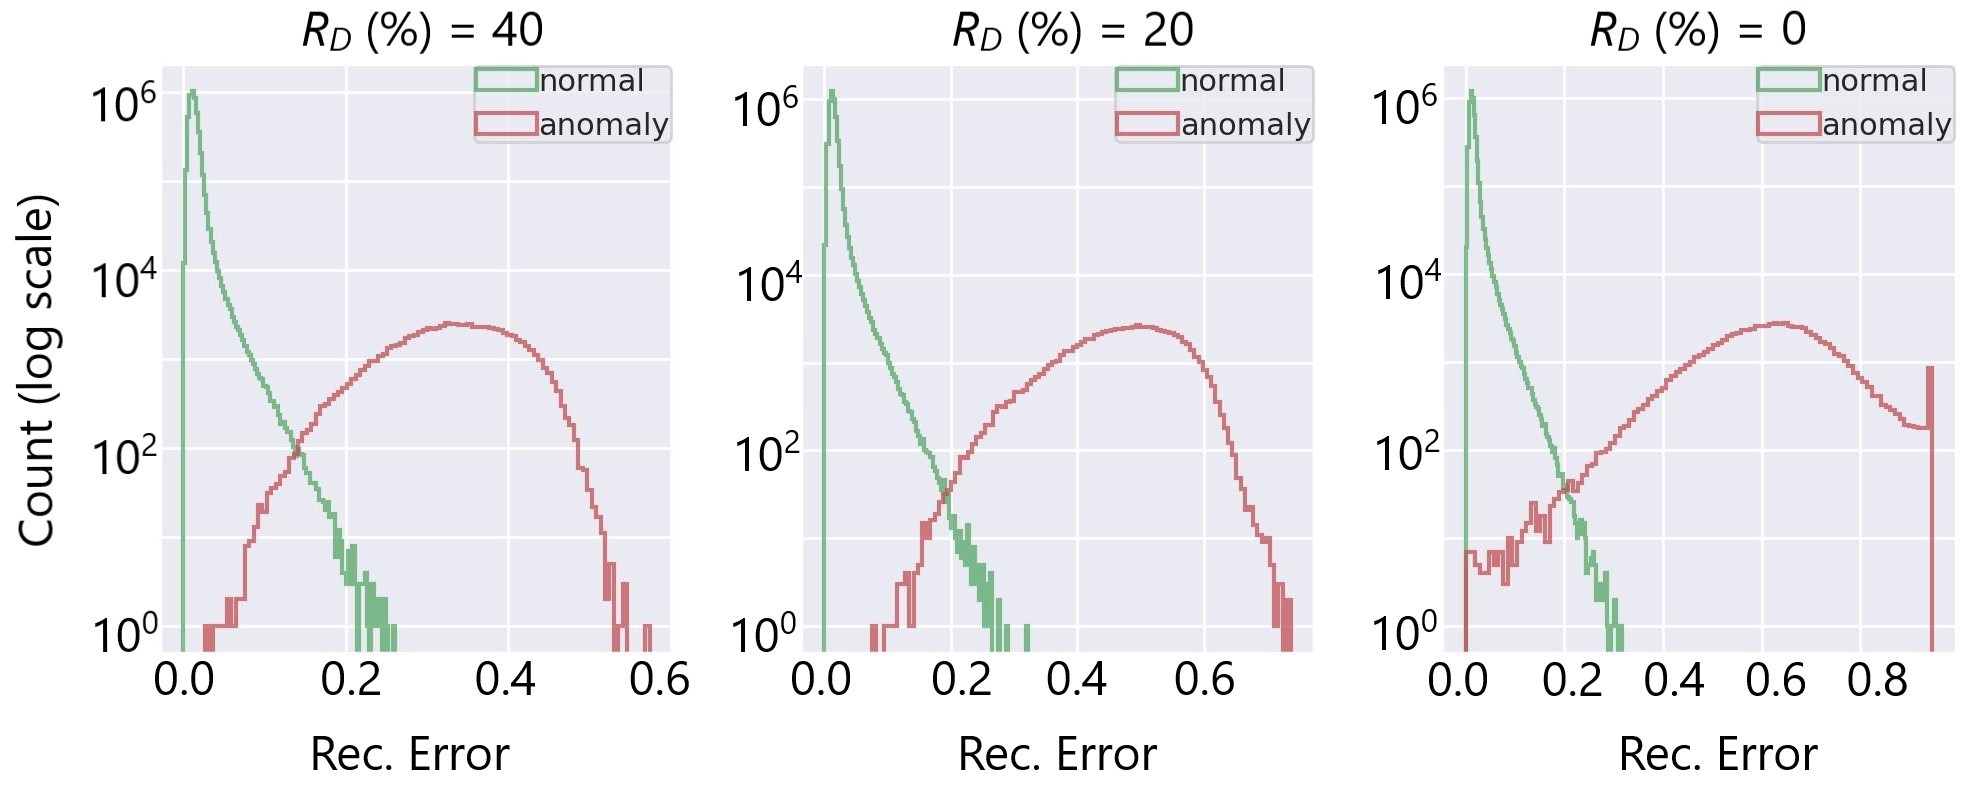 R_D (%) = 40
R_D (%) = 20
R_D (%) = 0
Count (log scale)
10^6
10^4
10^2
10^0
normal
anomaly
0.0 0.2 0.4 0.6
Rec. Error
10^6
10^4
10^2
10^0
normal
anomaly
0.0 0.2 0.4 0.6
Rec. Error
10^6
10^4
10^2
10^0
normal
anomaly
0.0 0.2 0.4 0.6 0.8
Rec. Error